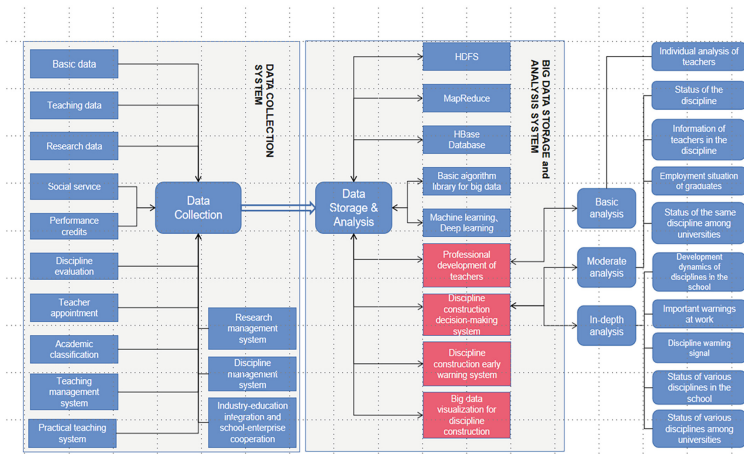 Basic data
Teaching data
Research data
Social service
Performance
credits
Discipline
evaluation
Teacher
appointment
Academic
classification
Teaching
management
system
Practical teaching
system
Data
Collection
Research
management
system
Discipline
management
system
Industry-education
integration and
school-enterprise
cooperation
DATA COLLECTION
SYSTEM
Data
Storage &
Analysis
HDFS
MapReduce
HBase
Database
Basic algorithm
library for big data
Machine learning、
Deep learning
Professional
development of
teachers
Discipline
construction
decision-making
system
Discipline
construction early
warning system
Big data
visualization for
discipline
construction
BIG DATA STORAGE and
ANALYSIS SYSTEM
Basic
analysis
Moderate
analysis
In-depth
analysis
Individual analysis of
teachers
Status of the
discipline
Information of
teachers in the
discipline
Employment situation
of graduates
Status of the same
discipline among
universities
Development
dynamics of
disciplines in the
school
Important warnings
at work
Discipline warning
signal
Status of various
disciplines in the
school
Status of various
disciplines among
universities